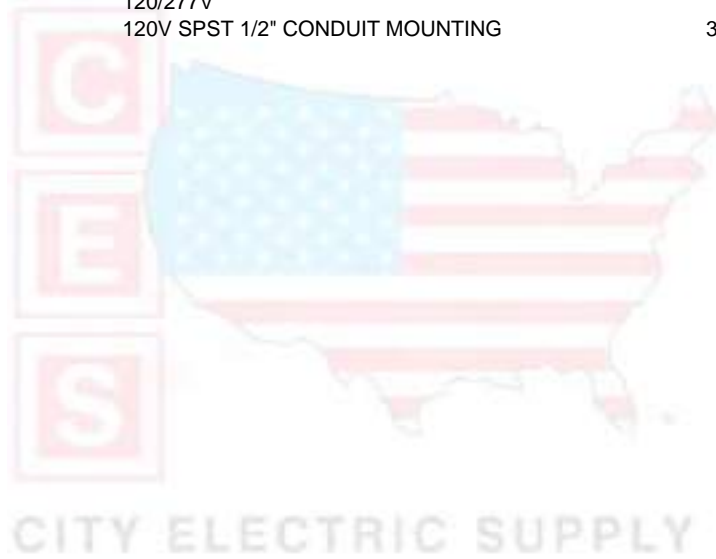 120/277V
120V SPST 1/2" CONDUIT MOUNTING 3
C
E
S
CITY ELECTRIC SUPPLY